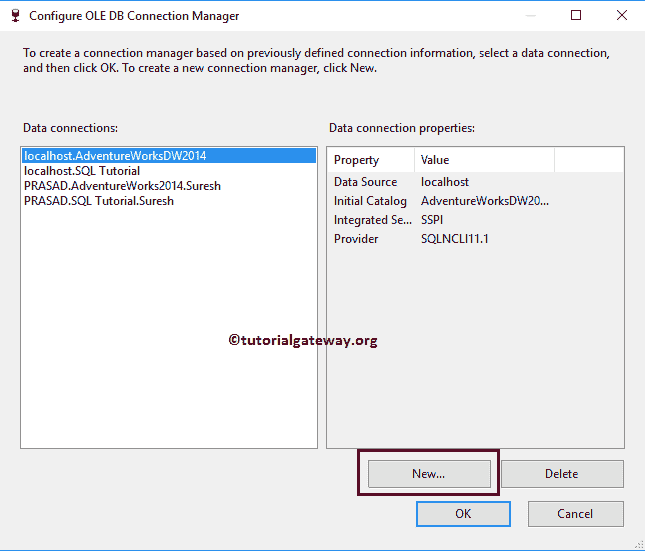 Configure OLE DB Connection Manager
To create a connection manager based on previously defined connection information, select a data connection,
and then click OK. To create a new connection manager, click New.
Data connections:
localhost.AdventureWorksDW2014
localhost.SQL Tutorial
PRASAD.AdventureWorks2014.Suresh
PRASAD.SQL Tutorial.Suresh
Data connection properties:
Property Value
Data Source localhost
Initial Catalog AdventureWorksDW20...
Integrated Se... SSPI
Provider SQLNCLI11.1
©tutorialgateway.org
New... Delete
OK Cancel